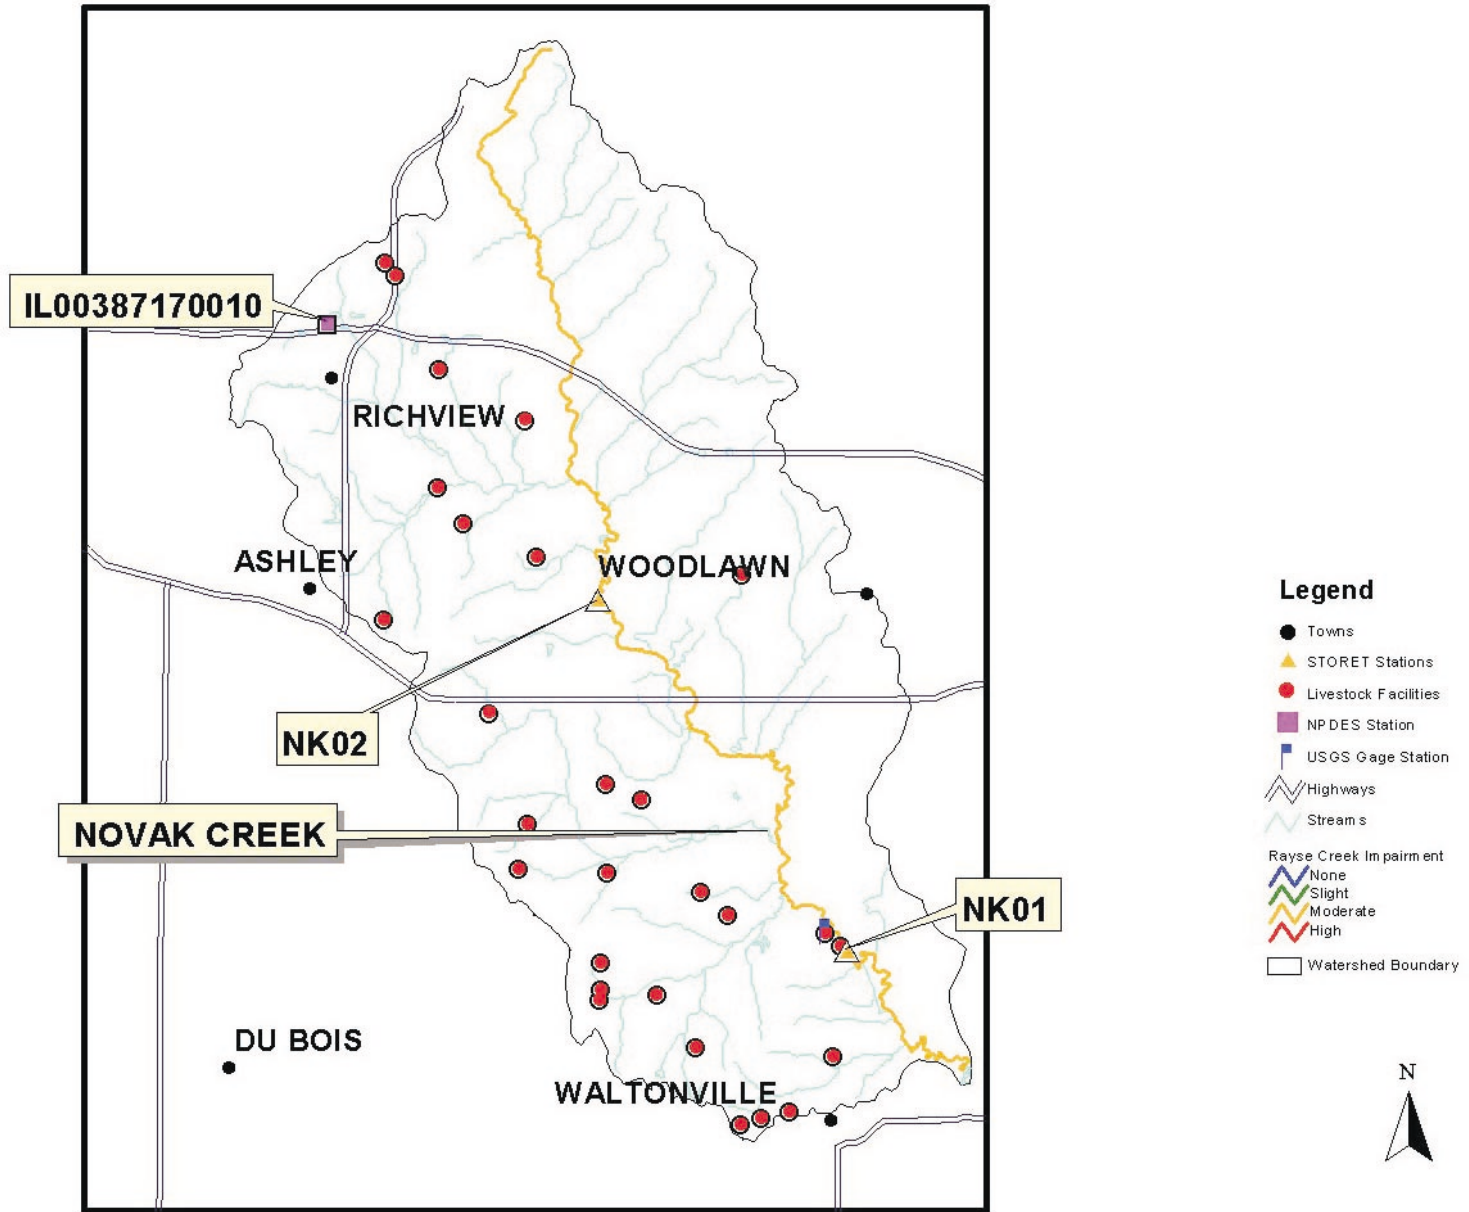 IL00387170010
RICHVIEW
ASHLEY
WOODLAWN
NK02
NOVAK CREEK
NK01
DU BOIS
WALTONVILLE
Legend
Towns
STORET Stations
Livestock Facilities
NPDES Station
USGS Gage Station
Highways
Streams
Rayse Creek Impairment
None
Slight
Moderate
High
Watershed Boundary
N